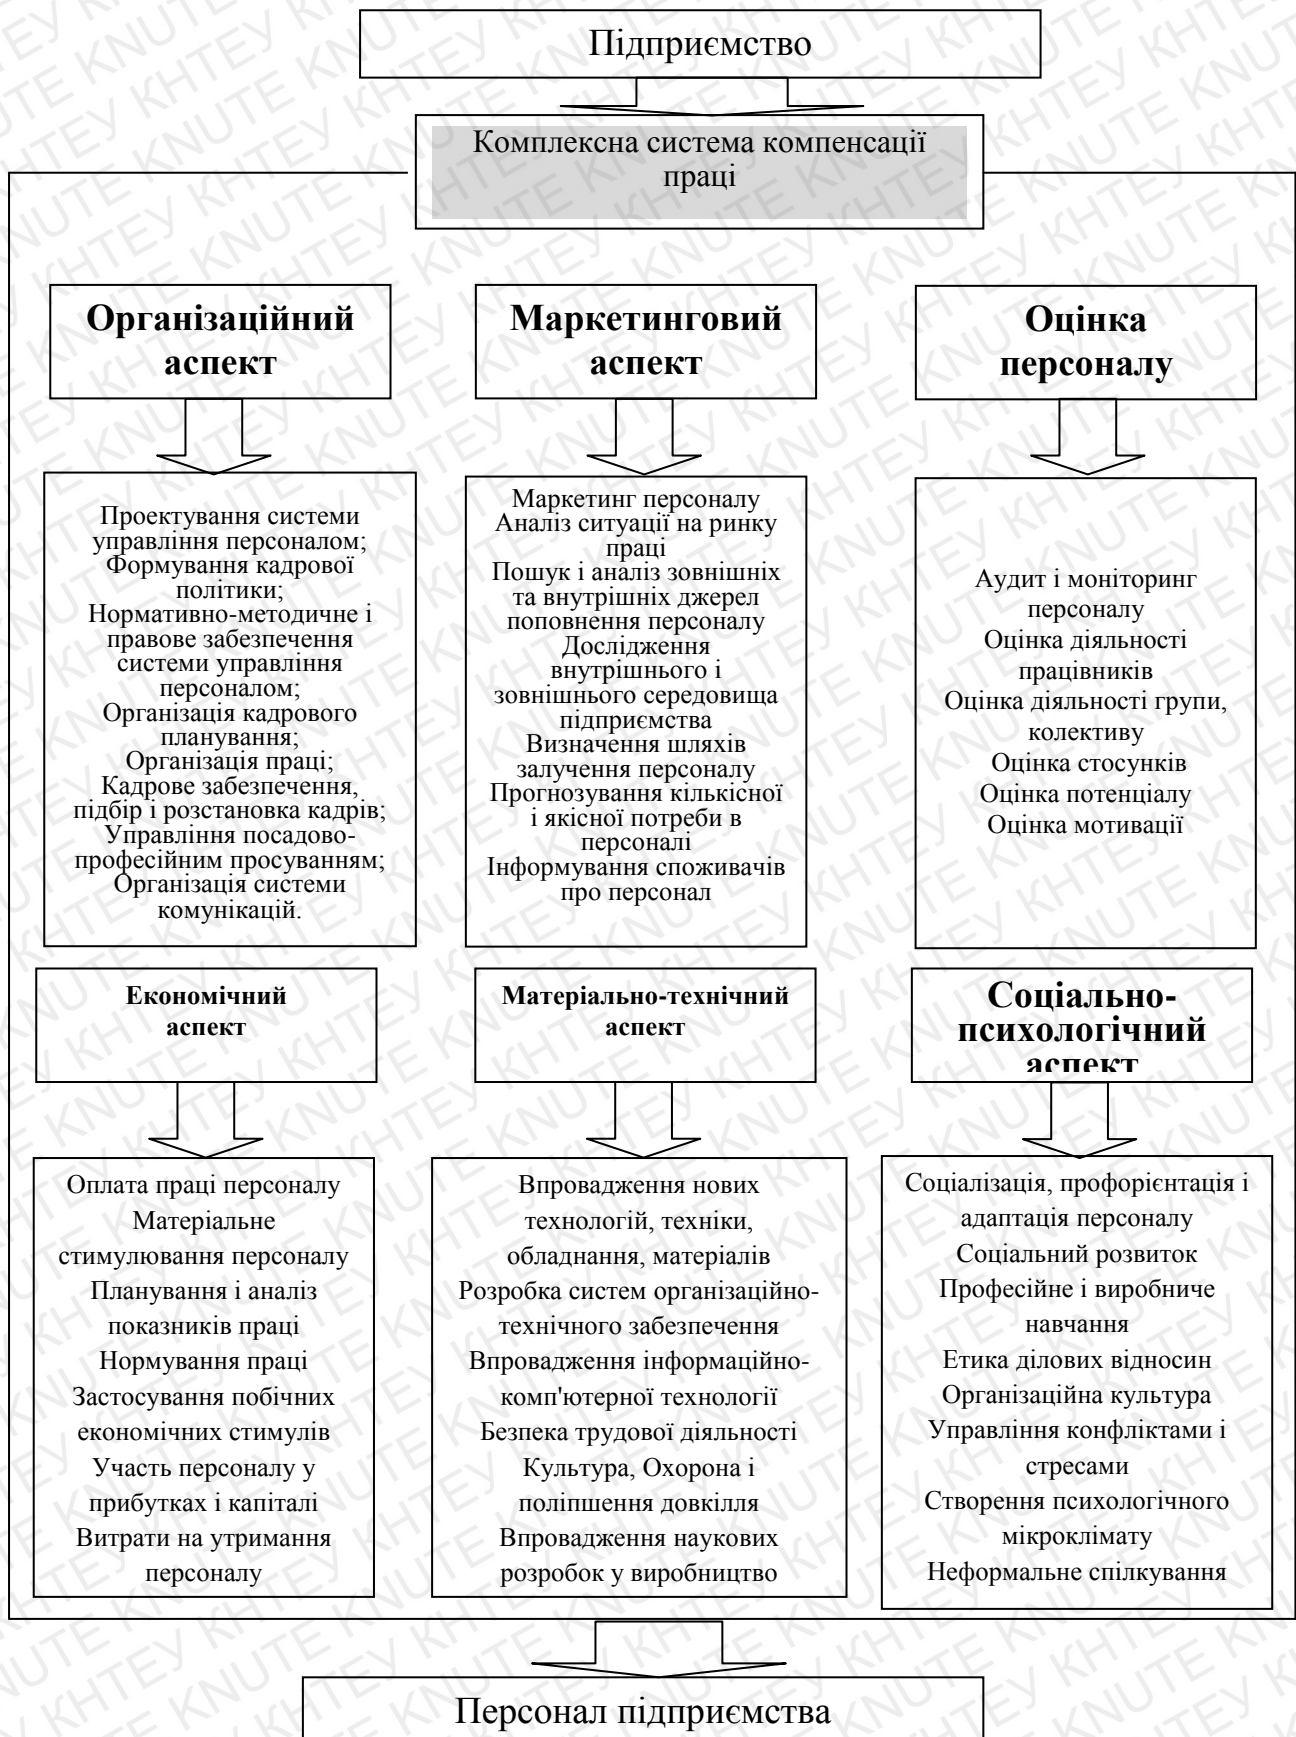 Підприємство
Комплексна система компенсації
праці
Організаційний
аспект
Маркетинговий
аспект
Оцінка
персоналу
Проектування системи
управління персоналом;
Формування кадрової
політики;
Нормативно-методичне і
правове забезпечення
системи управління
персоналом;
Організація кадрового
планування;
Організація праці;
Кадрове забезпечення,
підбір і розстановка кадрів;
Управління посадово-
професійним просуванням;
Організація системи
комунікацій.
Маркетинг персоналу
Аналіз ситуації на ринку
праці
Пошук і аналіз зовнішніх
та внутрішніх джерел
поповнення персоналу
Дослідження
внутрішнього і
зовнішнього середовища
підприємства
Визначення шляхів
залучення персоналу
Прогнозування кількісної
і якісної потреби в
персоналі
Інформування споживачів
про персонал
Аудит і моніторинг
персоналу
Оцінка діяльності
працівників
Оцінка діяльності групи,
колективу
Оцінка стосунків
Оцінка потенціалу
Оцінка мотивації
Економічний
аспект
Матеріально-технічний
аспект
Соціально-
психологічний
аспект
Оплата праці персоналу
Матеріальне
стимулювання персоналу
Планування і аналіз
показників праці
Нормування праці
Застосування побічних
економічних стимулів
Участь персоналу у
прибутках і капіталі
Витрати на утримання
персоналу
Впровадження нових
технологій, техніки,
обладнання, матеріалів
Розробка систем організаційно-
технічного забезпечення
Впровадження інформаційно-
комп'ютерної технології
Безпека трудової діяльності
Культура, Охорона і
поліпшення довкілля
Впровадження наукових
розробок у виробництво
Соціалізація, профорієнтація і
адаптація персоналу
Соціальний розвиток
Професійне і виробниче
навчання
Етика ділових відносин
Організаційна культура
Управління конфліктами і
стресами
Створення психологічного
мікроклімату
Неформальне спілкування
Персонал підприємства